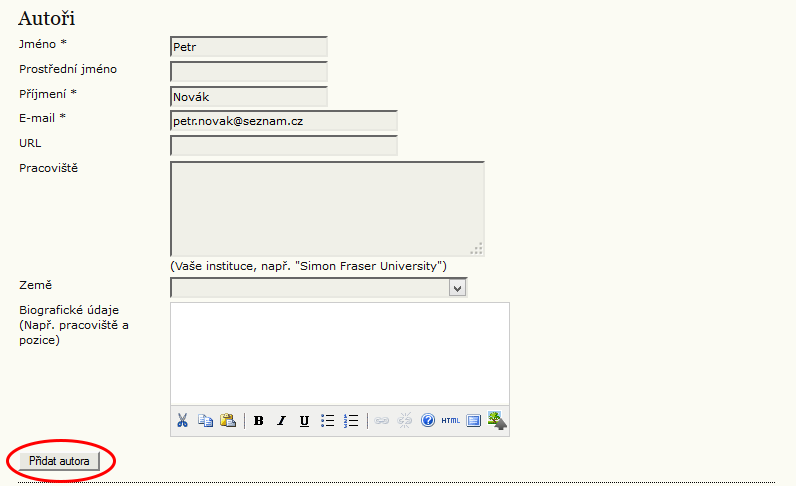 Autoři
Jméno *
Petr
Prostřední jméno
Příjmení *
Novák
E-mail *
petr.novak@seznam.cz
URL
Pracoviště
(Vaše instituce, např. "Simon Fraser University")
Země
Biografické údaje
(Např. pracoviště a
pozice)
B I U HTML
Přidat autora